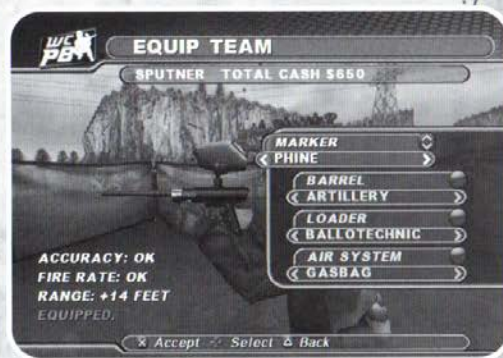 WC
PB
EQUIP TEAM
SPUTNER TOTAL CASH $650
MARKER
PHINE
BARREL
ARTILLERY
LOADER
BALLOTECHNIC
AIR SYSTEM
GASBAG
ACCURACY: OK
FIRE RATE: OK
RANGE: +14 FEET
EQUIPPED.
Accept Select Back